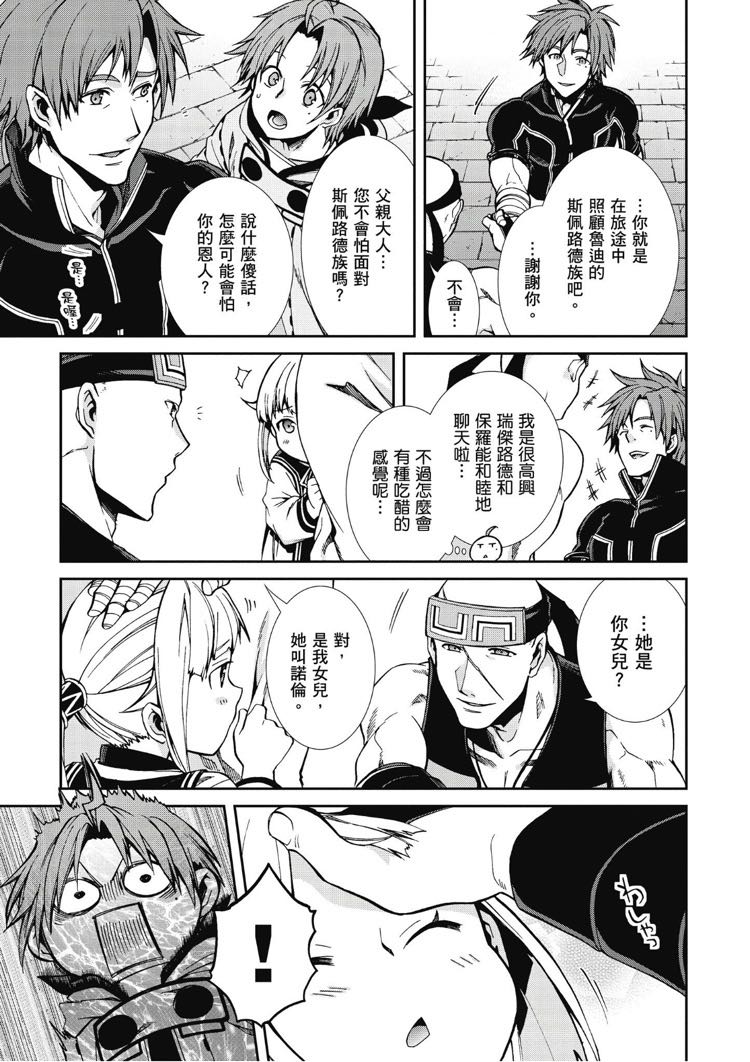 …你就是
在旅途中
照顧魯迪的
斯佩路德族吧。
…謝謝你。
不會…
父親大人…
您不會怕面對
斯佩路德族嗎?
說什麼傻話,
怎麼可能會怕
你的恩人?
是…
是喔…
我是很高興
瑞傑路德和
保羅能和睦地
聊天啦…
不過怎麼會
有種吃醋的
感覺呢…
…她是
你女兒?
對,
是我女兒,
她叫諾倫。
わしゃっ
!